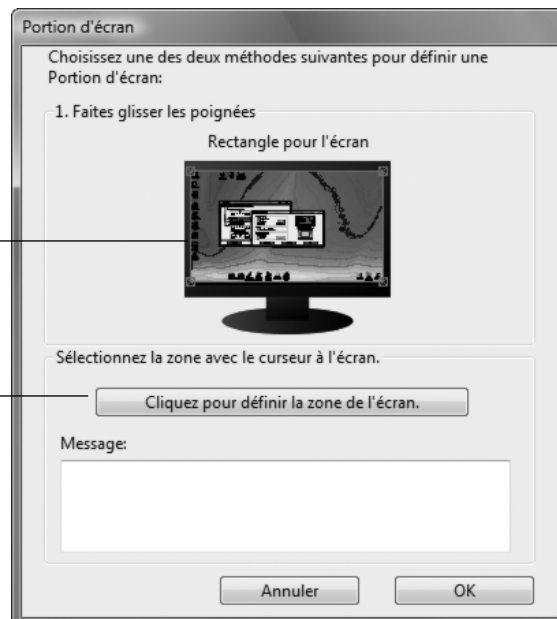 Portion d'écran
Choisissez une des deux méthodes suivantes pour définir une
Portion d'écran:
1. Faites glisser les poignées
Rectangle pour l'écran
Sélectionnez la zone avec le curseur à l'écran.
Cliquez pour définir la zone de l'écran.
Message:
Annuler
OK